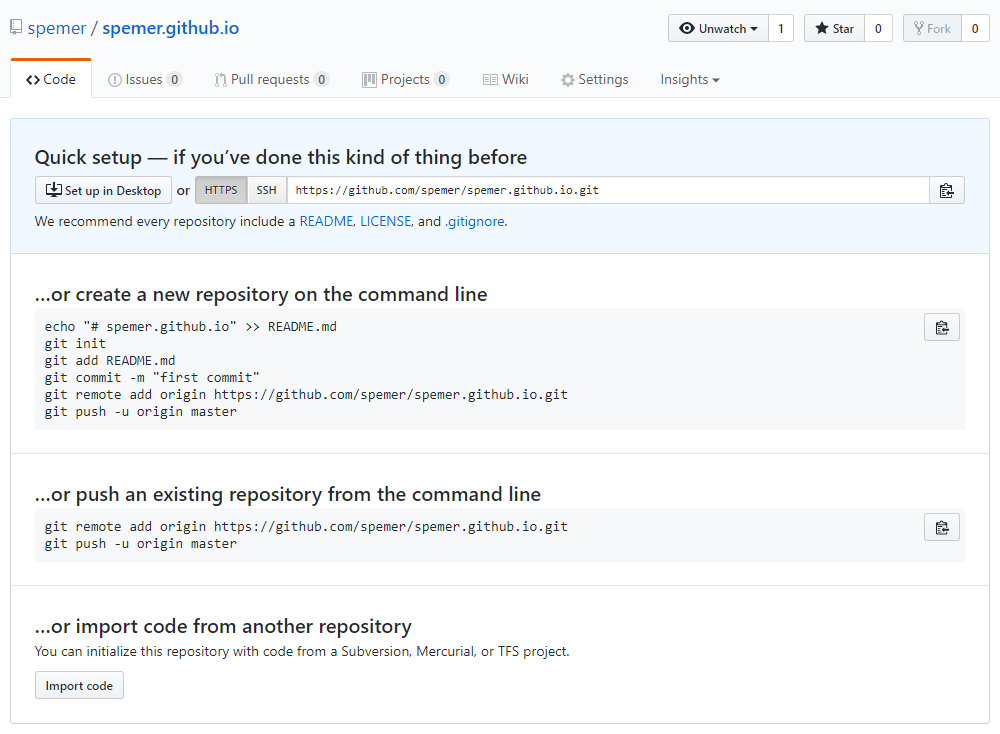 spemer / spemer.github.io
Unwatch 1 Star 0 Fork 0
Code Issues 0 Pull requests 0 Projects 0 Wiki Settings Insights
Quick setup — if you’ve done this kind of thing before
Set up in Desktop or HTTPS SSH https://github.com/spemer/spemer.github.io.git
We recommend every repository include a README, LICENSE, and .gitignore.
…or create a new repository on the command line
echo "# spemer.github.io" >> README.md
git init
git add README.md
git commit -m "first commit"
git remote add origin https://github.com/spemer/spemer.github.io.git
git push -u origin master
…or push an existing repository from the command line
git remote add origin https://github.com/spemer/spemer.github.io.git
git push -u origin master
…or import code from another repository
You can initialize this repository with code from a Subversion, Mercurial, or TFS project.
Import code